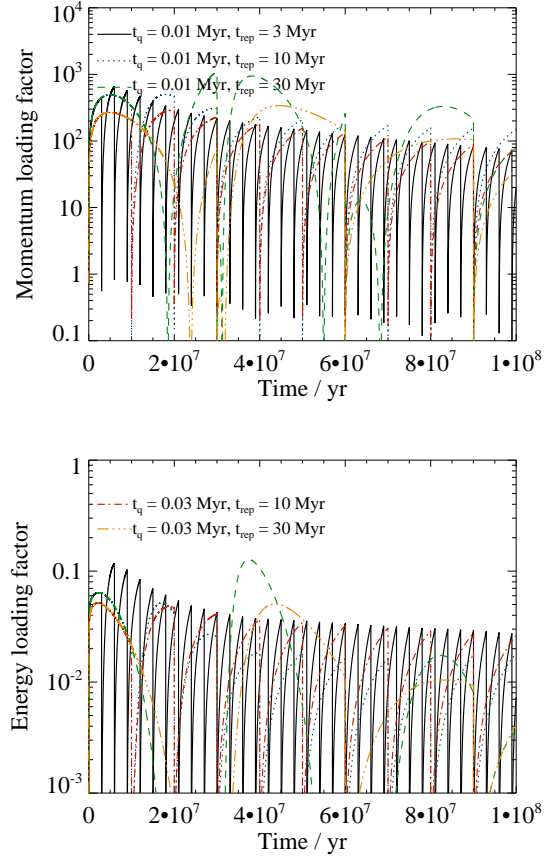 t_q = 0.01 Myr, t_rep = 3 Myr
t_q = 0.01 Myr, t_rep = 10 Myr
t_q = 0.01 Myr, t_rep = 30 Myr
Momentum loading factor
10^4
10^3
10^2
10
1
0.1
0 2•10^7 4•10^7 6•10^7 8•10^7 1•10^8
Time / yr
t_q = 0.03 Myr, t_rep = 10 Myr
t_q = 0.03 Myr, t_rep = 30 Myr
Energy loading factor
1
0.1
10^-2
10^-3
0 2•10^7 4•10^7 6•10^7 8•10^7 1•10^8
Time / yr